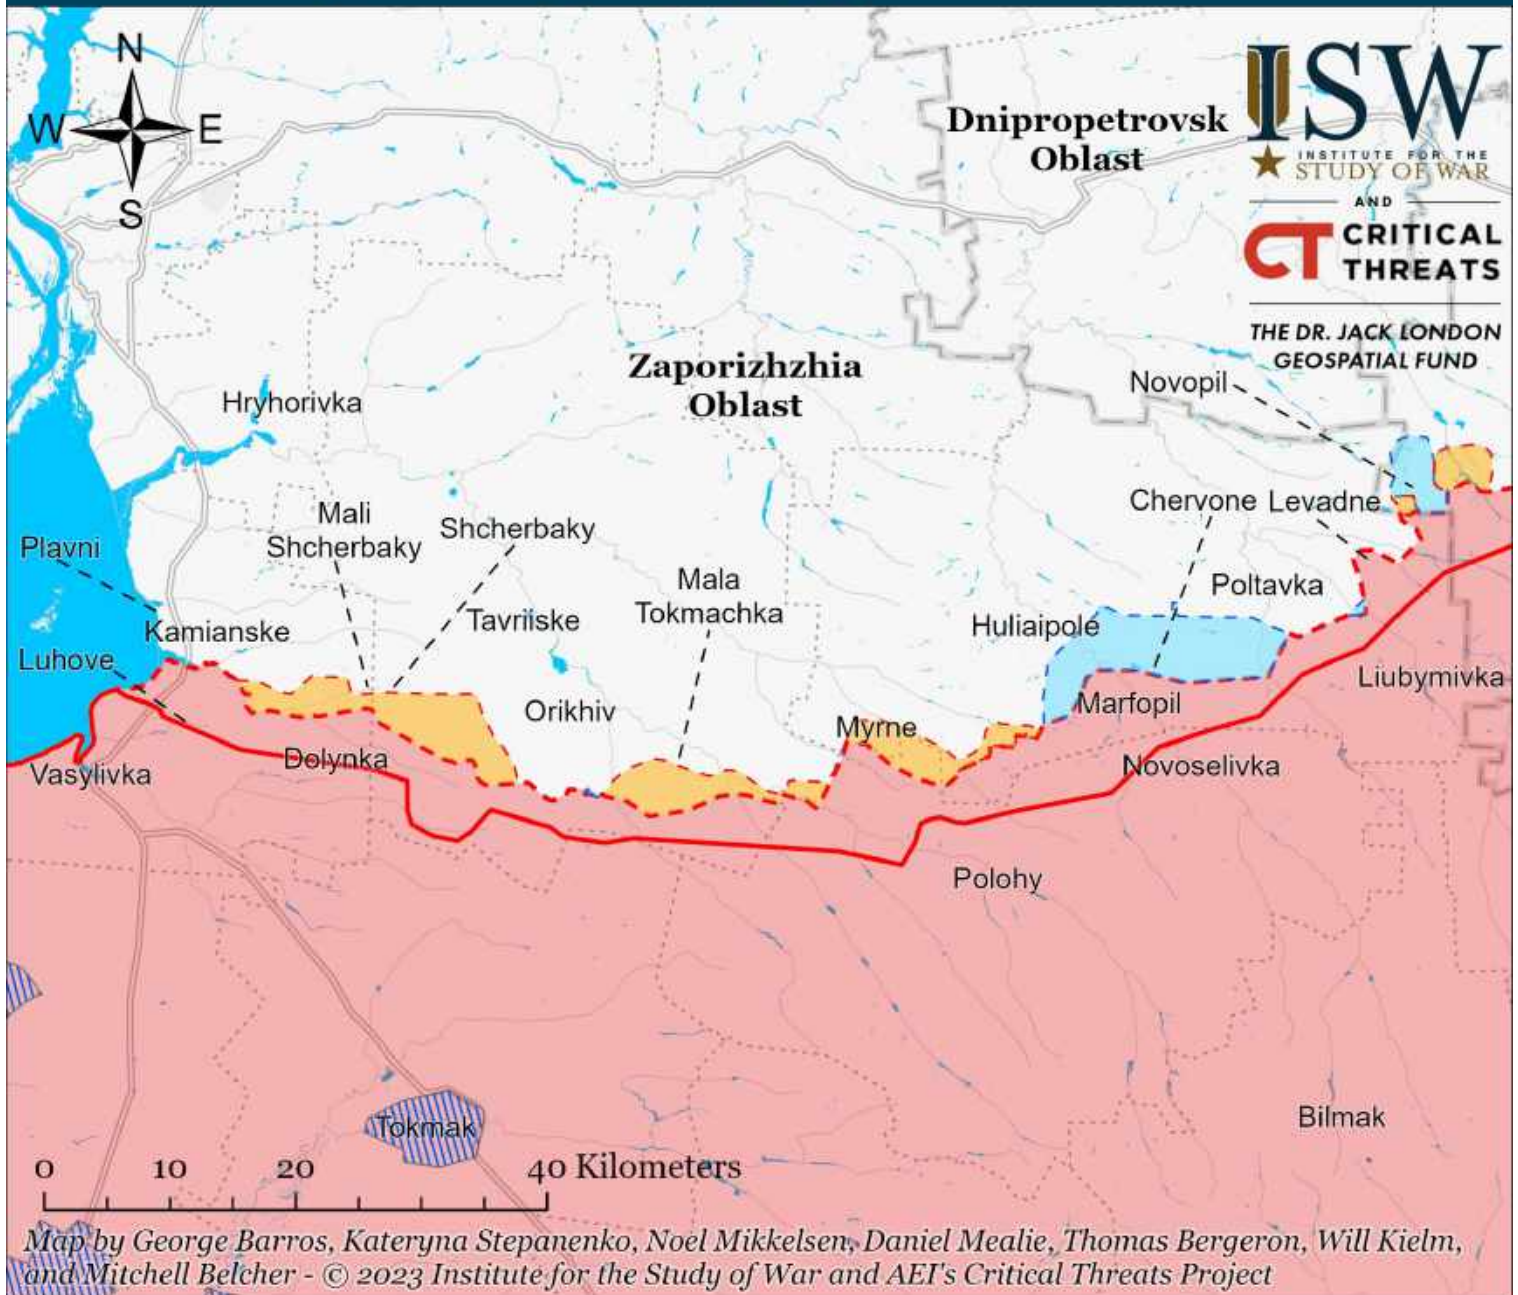 N
W E
S
ISW
INSTITUTE FOR THE
STUDY OF WAR
AND
CT CRITICAL
THREATS
THE DR. JACK LONDON
GEOSPATIAL FUND
Dnipropetrovsk
Oblast
Zaporizhzhia
Oblast
Novopil
Hryhorivka
Mali
Shcherbaky
Shcherbaky
Chervone
Levadne
Plavni
Mala
Tokmachka
Poltavka
Kamianske
Tavriiske
Huliaipole
Luhove
Orikhiv
Marfopil
Liubymivka
Myrne
Vasylivka
Dolynka
Novoselivka
Polohy
Tokmak
Bilmak
0 10 20 40 Kilometers
Map by George Barros, Kateryna Stepanenko, Noel Mikkelsen, Daniel Mealie, Thomas Bergeron, Will Kielm,
and Mitchell Belcher - © 2023 Institute for the Study of War and AEI's Critical Threats Project